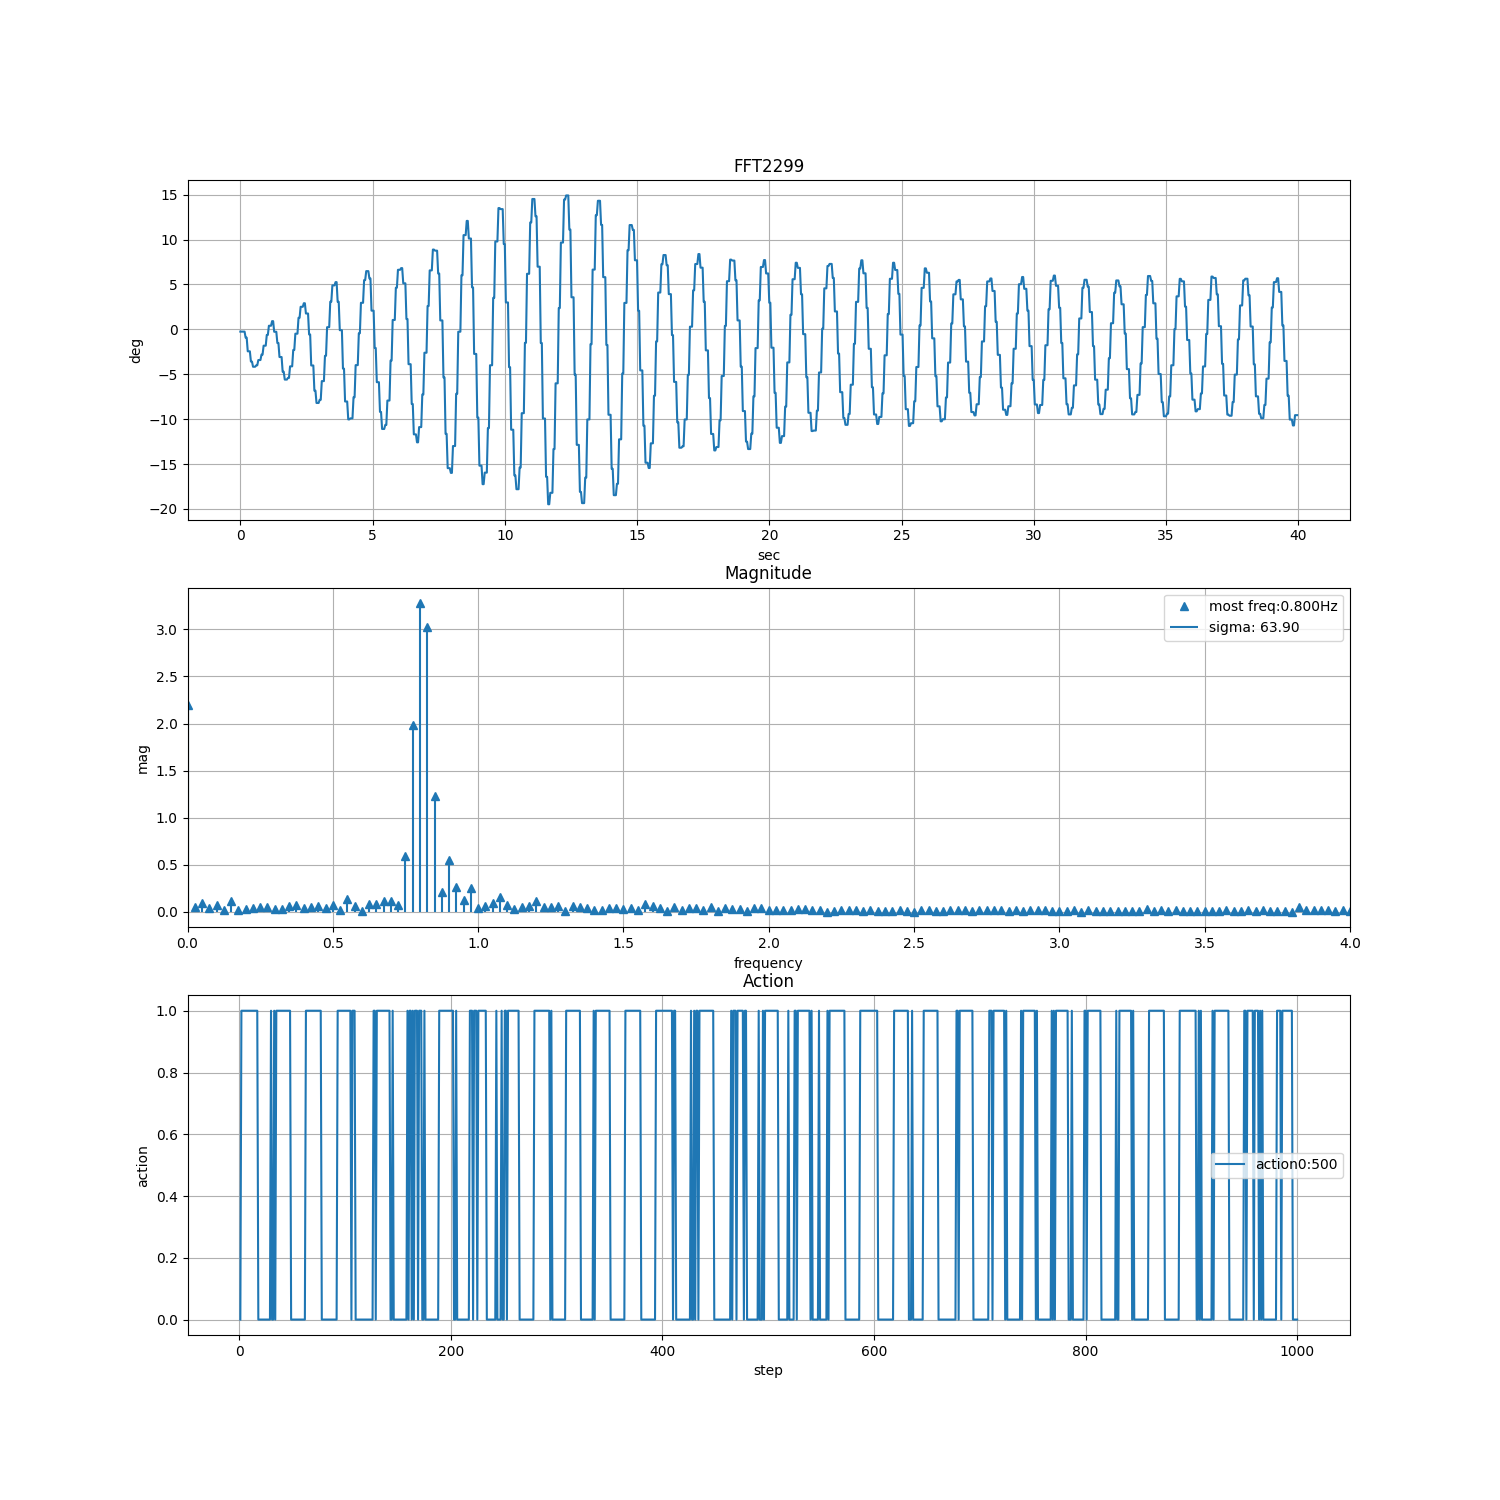 FFT2299
15
10
5
0
−5
−10
−15
−20
deg
0 5 10 15 20 25 30 35 40
sec
Magnitude
most freq:0.800Hz
sigma: 63.90
3.0
2.5
2.0
1.5
1.0
0.5
0.0
mag
0.0 0.5 1.0 1.5 2.0 2.5 3.0 3.5 4.0
frequency
Action
1.0
0.8
0.6
0.4
0.2
0.0
action
action0:500
0 200 400 600 800 1000
step